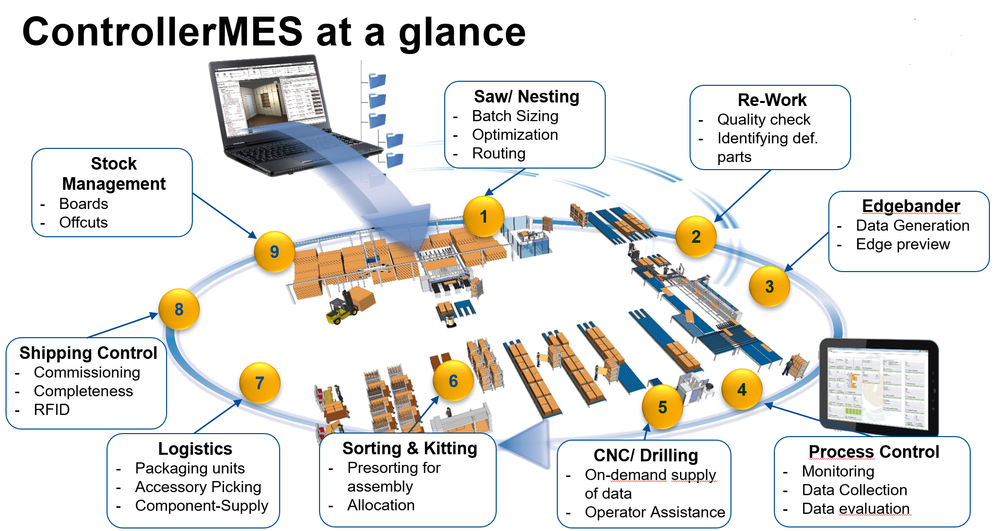 ControllerMES at a glance
Saw/ Nesting
- Batch Sizing
- Optimization
- Routing
Re-Work
- Quality check
- Identifying def.
parts
Stock
Management
- Boards
- Offcuts
Edgebander
- Data Generation
- Edge preview
1
2
9
3
8
Shipping Control
- Commissioning
- Completeness
- RFID
7
6
5
4
Logistics
- Packaging units
- Accessory Picking
- Component-Supply
Sorting & Kitting
- Presorting for
assembly
- Allocation
CNC/ Drilling
- On-demand supply
of data
- Operator Assistance
Process Control
- Monitoring
- Data Collection
- Data evaluation